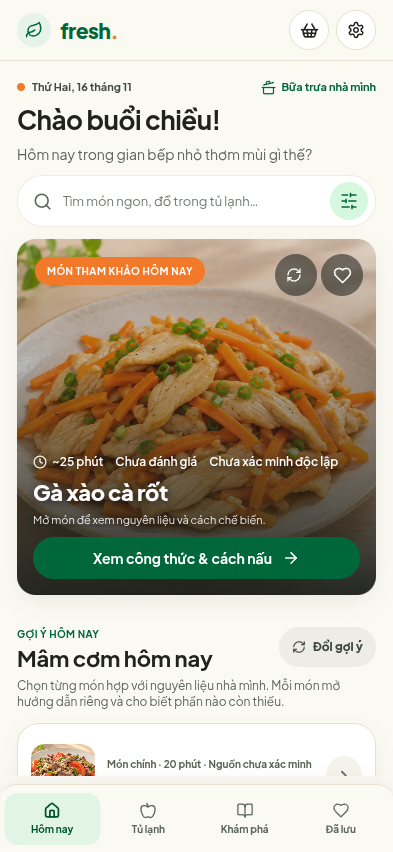 fresh.
Thứ Hai, 16 tháng 11
Bữa trưa nhà mình
Chào buổi chiều!
Hôm nay trong gian bếp nhỏ thơm mùi gì thế?
Tìm món ngon, đồ trong tủ lạnh…
MÓN THAM KHẢO HÔM NAY
~25 phút Chưa đánh giá Chưa xác minh độc lập
Gà xào cà rốt
Mở món để xem nguyên liệu và cách chế biến.
Xem công thức & cách nấu
GỢI Ý HÔM NAY
Mâm cơm hôm nay
Đổi gợi ý
Chọn từng món hợp với nguyên liệu nhà mình. Mỗi món mở
hướng dẫn riêng và cho biết phần nào còn thiếu.
Món chính · 20 phút · Nguồn chưa xác minh
Hôm nay
Tủ lạnh
Khám phá
Đã lưu